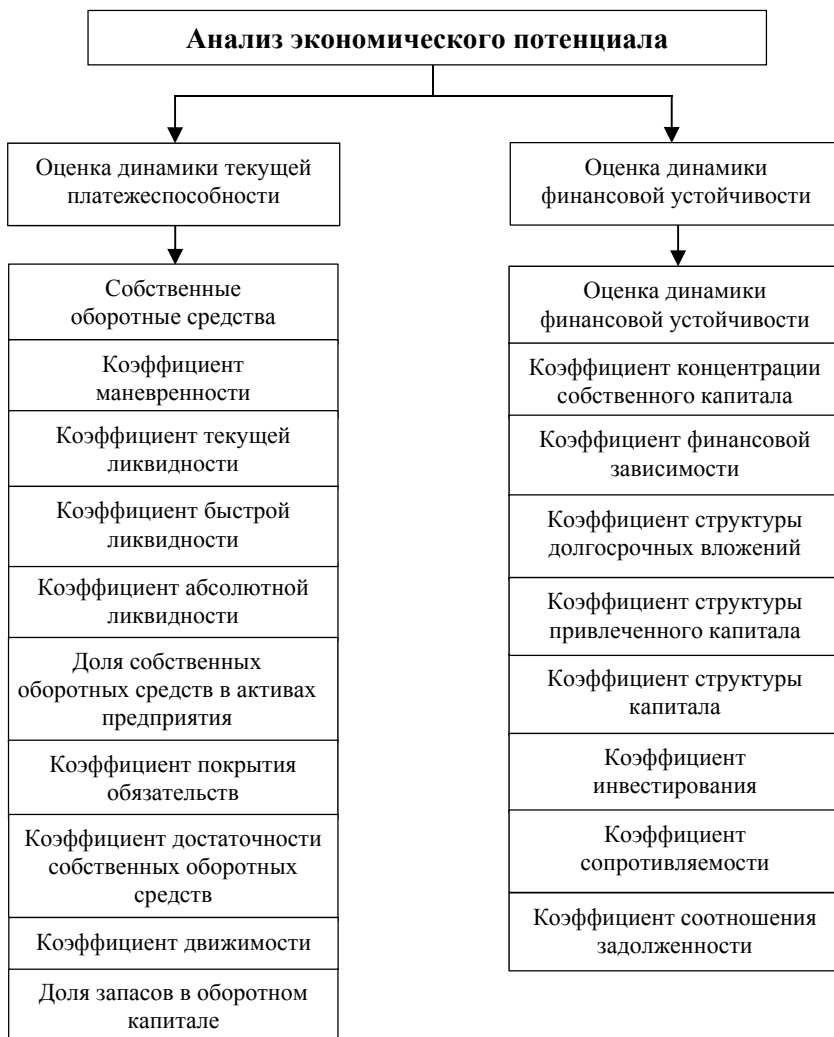 Анализ экономического потенциала
Оценка динамики текущей
платежеспособности
Собственные
оборотные средства
Коэффициент
маневренности
Коэффициент текущей
ликвидности
Коэффициент быстрой
ликвидности
Коэффициент абсолютной
ликвидности
Доля собственных
оборотных средств в активах
предприятия
Коэффициент покрытия
обязательств
Коэффициент достаточности
собственных оборотных
средств
Коэффициент движимости
Доля запасов в оборотном
капитале
Оценка динамики
финансовой устойчивости
Оценка динамики
финансовой устойчивости
Коэффициент концентрации
собственного капитала
Коэффициент финансовой
зависимости
Коэффициент структуры
долгосрочных вложений
Коэффициент структуры
привлеченного капитала
Коэффициент структуры
капитала
Коэффициент
инвестирования
Коэффициент
сопротивляемости
Коэффициент соотношения
задолженности